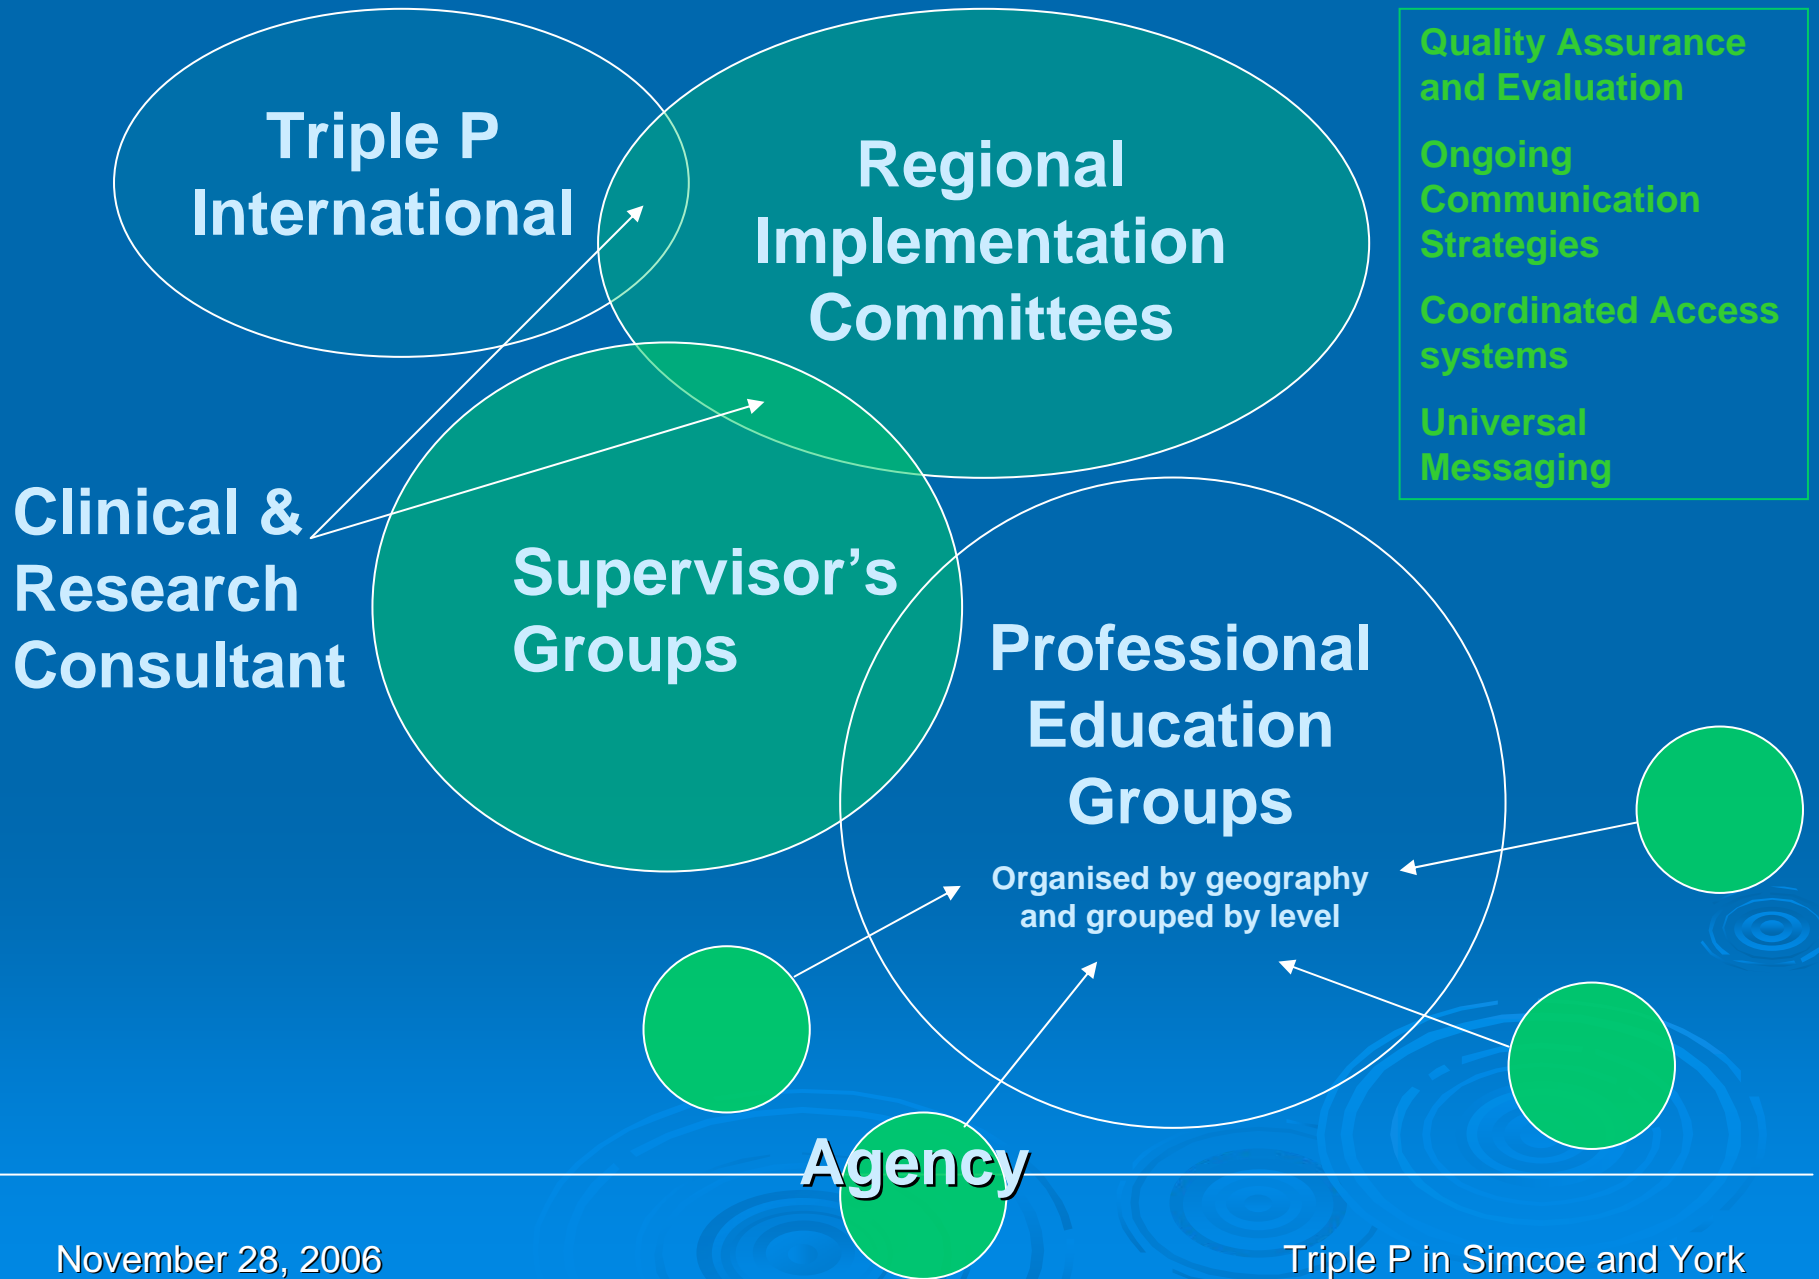 Triple P
International
Regional
Implementation
Committees
Quality Assurance
and Evaluation
Ongoing
Communication
Strategies
Coordinated Access
systems
Universal
Messaging
Clinical &
Research
Consultant
Supervisor’s
Groups
Professional
Education
Groups
Organised by geography
and grouped by level
Agency
November 28, 2006
Triple P in Simcoe and York